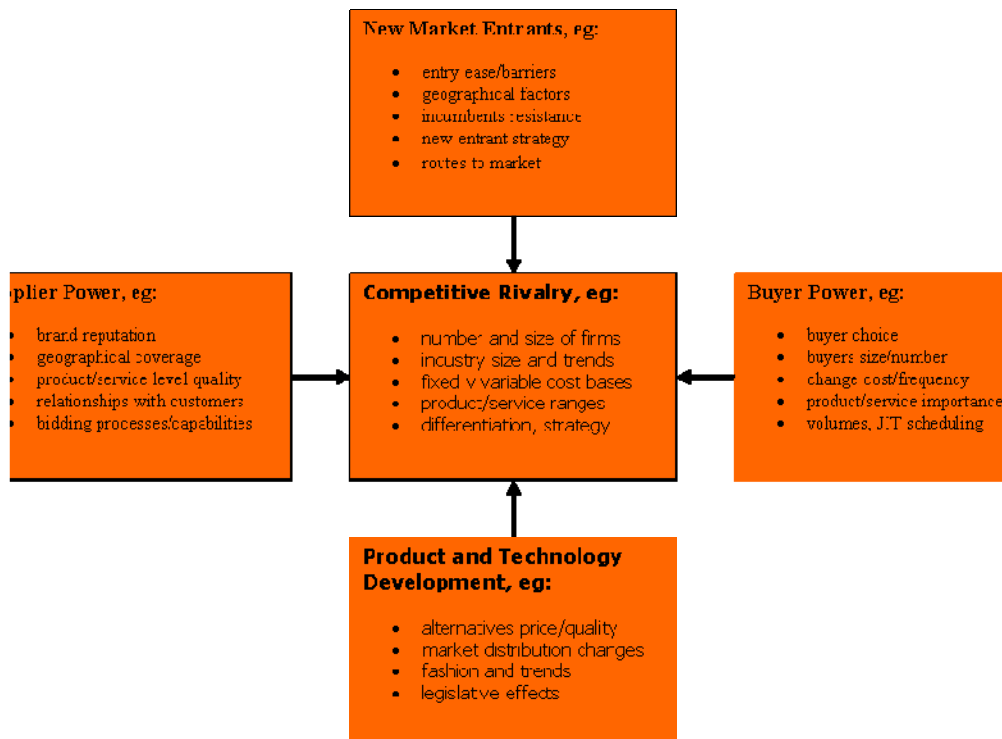 New Market Entrants, eg:
• entry ease/barriers
• geographical factors
• incumbents resistance
• new entrant strategy
• routes to market
plier Power, eg:
• brand reputation
• geographical coverage
• product/service level quality
• relationships with customers
• bidding processes/capabilities
Competitive Rivalry, eg:
• number and size of firms
• industry size and trends
• fixed v variable cost bases
• product/service ranges
• differentiation, strategy
Buyer Power, eg:
• buyer choice
• buyers size/number
• change cost/frequency
• product/service importance
• volumes, JIT scheduling
Product and Technology
Development, eg:
• alternatives price/quality
• market distribution changes
• fashion and trends
• legislative effects